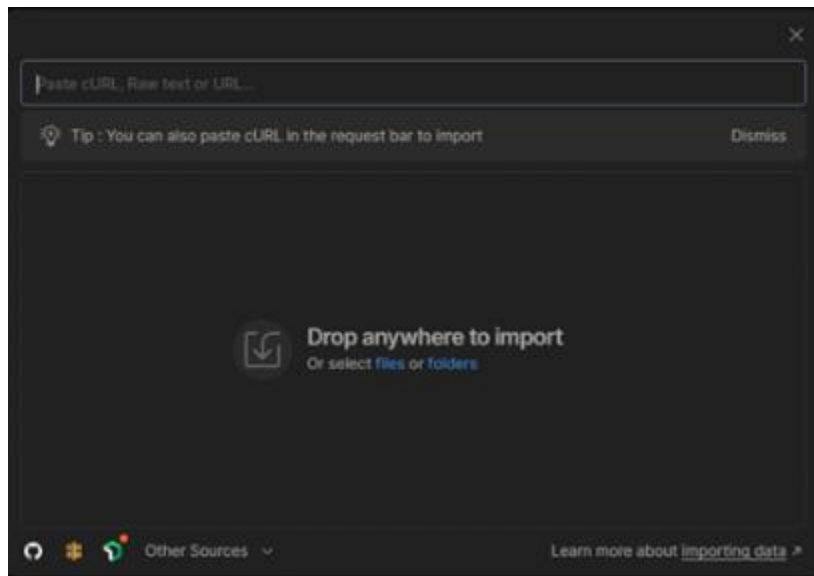 Paste cURL, Raw text or URL...
Tip : You can also paste cURL in the request bar to import
Dismiss
Drop anywhere to import
Or select files or folders
Other Sources
Learn more about importing data